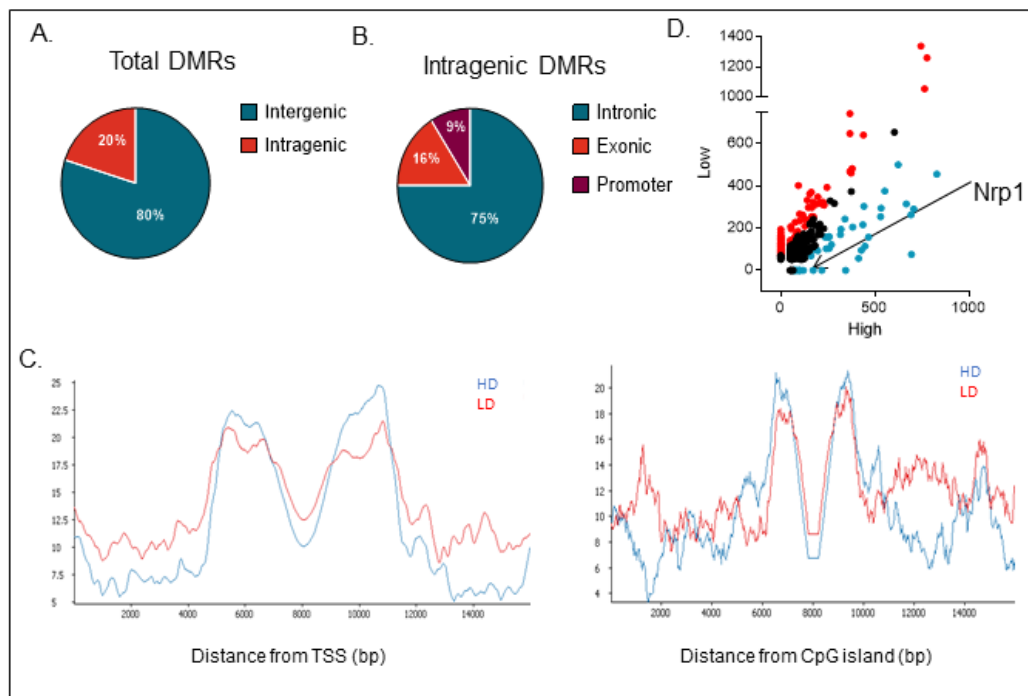 A.
Total DMRs
20%
80%
Intergenic
Intragenic
B.
Intragenic DMRs
9%
16%
75%
Intronic
Exonic
Promoter
D.
1400
1200
1000
600
400
200
0
Low
0 500 1000
High
Nrp1
C.
25
22.5
20
17.5
15
12.5
10
7.5
5
2000 4000 6000 8000 10000 12000 14000
HD
LD
Distance from TSS (bp)
20
18
16
14
12
10
8
6
4
2000 4000 6000 8000 10000 12000 14000
HD
LD
Distance from CpG island (bp)